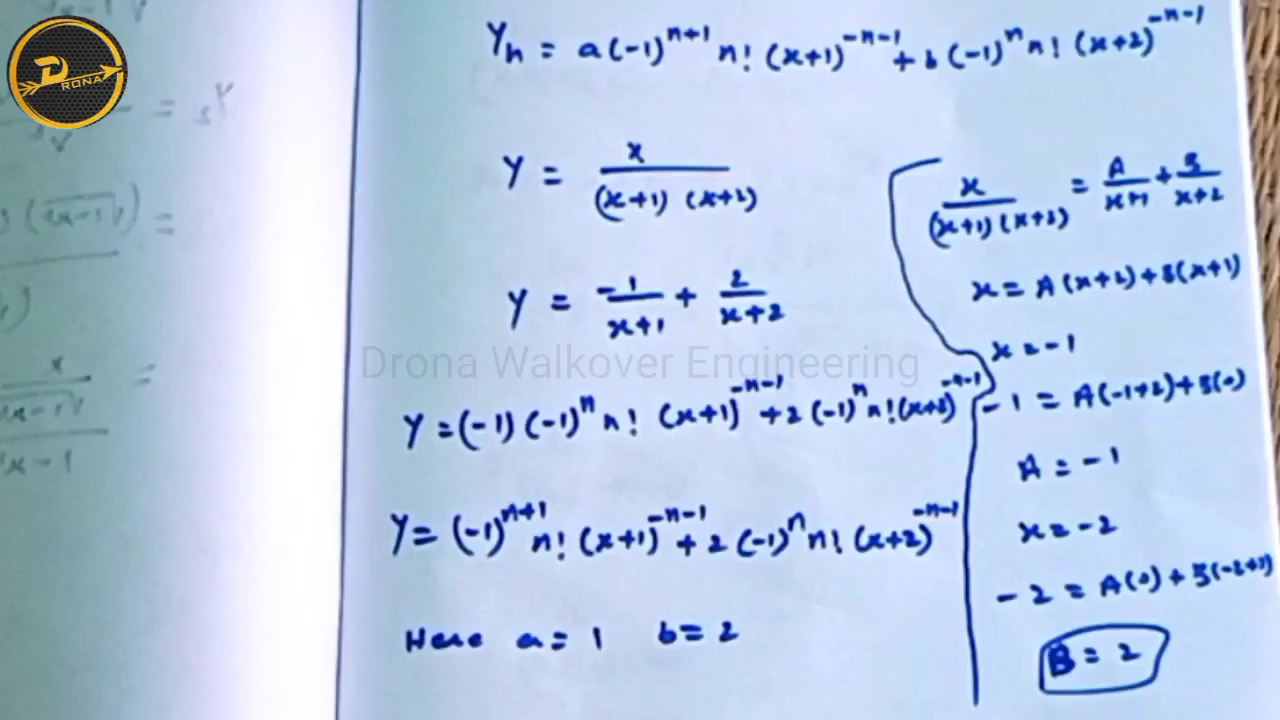 DRONA
Yₙ = a(-1)ⁿ⁺¹ n! (x+1)⁻ⁿ⁻¹ + b(-1)ⁿ n! (x+2)⁻ⁿ⁻¹
Y = x / (x+1) (x+2)
Y = -1/x+1 + 2/x+2
Drona Walkover Engineering
Y = (-1) (-1)ⁿ n! (x+1)⁻ⁿ⁻¹ + 2 (-1)ⁿ n! (x+2)⁻ⁿ⁻¹
Y = (-1)ⁿ⁺¹ n! (x+1)⁻ⁿ⁻¹ + 2 (-1)ⁿ n! (x+2)⁻ⁿ⁻¹
Here a = 1 b = 2
x / (x+1) (x+2) = A/x+1 + B/x+2
x = A(x+2) + B(x+1)
x = -1
-1 = A(-1+2) + B(0)
A = -1
x = -2
-2 = A(0) + B(-2+1)
B = 2